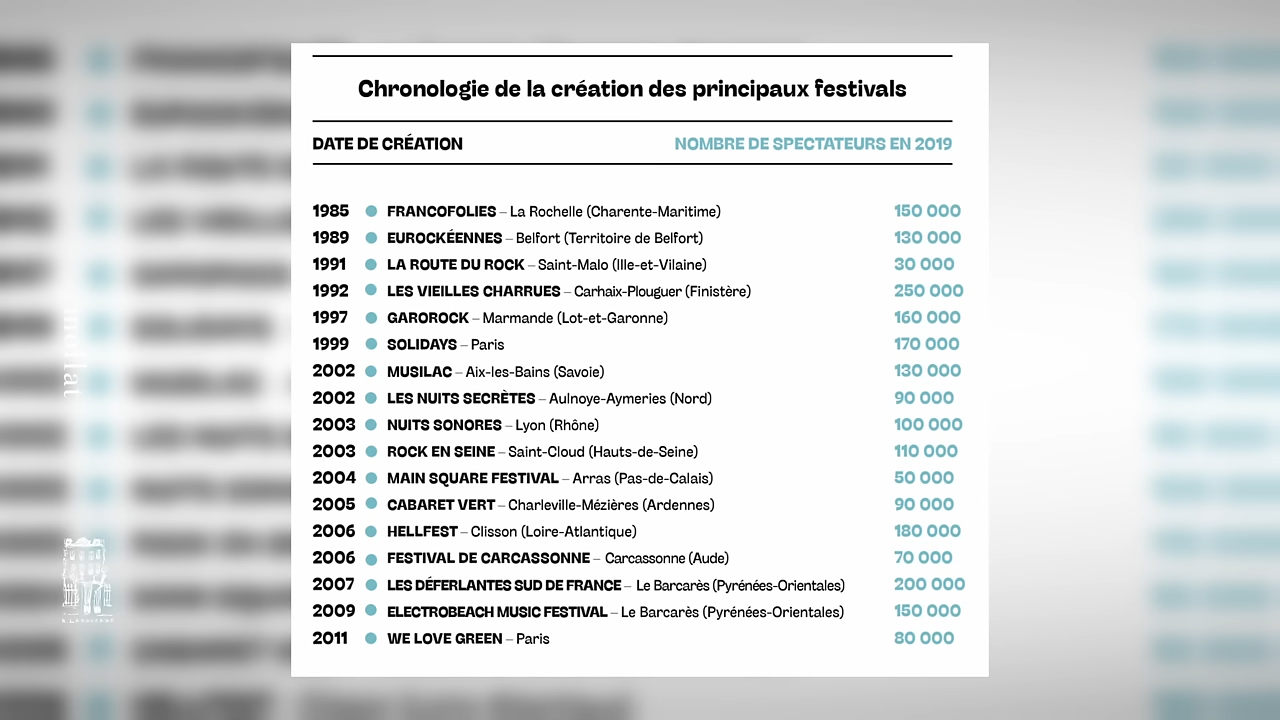 Chronologie de la création des principaux festivals
DATE DE CRÉATION NOMBRE DE SPECTATEURS EN 2019
1985 FRANCOFOLIES – La Rochelle (Charente-Maritime) 150 000
1989 EUROCKÉENNES – Belfort (Territoire de Belfort) 130 000
1991 LA ROUTE DU ROCK – Saint-Malo (Ille-et-Vilaine) 30 000
1992 LES VIEILLES CHARRUES – Carhaix-Plouguer (Finistère) 250 000
1997 GAROROCK – Marmande (Lot-et-Garonne) 160 000
1999 SOLIDAYS – Paris 170 000
2002 MUSILAC – Aix-les-Bains (Savoie) 130 000
2002 LES NUITS SECRÈTES – Aulnoye-Aymeries (Nord) 90 000
2003 NUITS SONORES – Lyon (Rhône) 100 000
2003 ROCK EN SEINE – Saint-Cloud (Hauts-de-Seine) 110 000
2004 MAIN SQUARE FESTIVAL – Arras (Pas-de-Calais) 50 000
2005 CABARET VERT – Charleville-Mézières (Ardennes) 90 000
2006 HELLFEST – Clisson (Loire-Atlantique) 180 000
2006 FESTIVAL DE CARCASSONNE – Carcassonne (Aude) 70 000
2007 LES DÉFERLANTES SUD DE FRANCE – Le Barcarès (Pyrénées-Orientales) 200 000
2009 ELECTROBEACH MUSIC FESTIVAL – Le Barcarès (Pyrénées-Orientales) 150 000
2011 WE LOVE GREEN – Paris 80 000
mollat